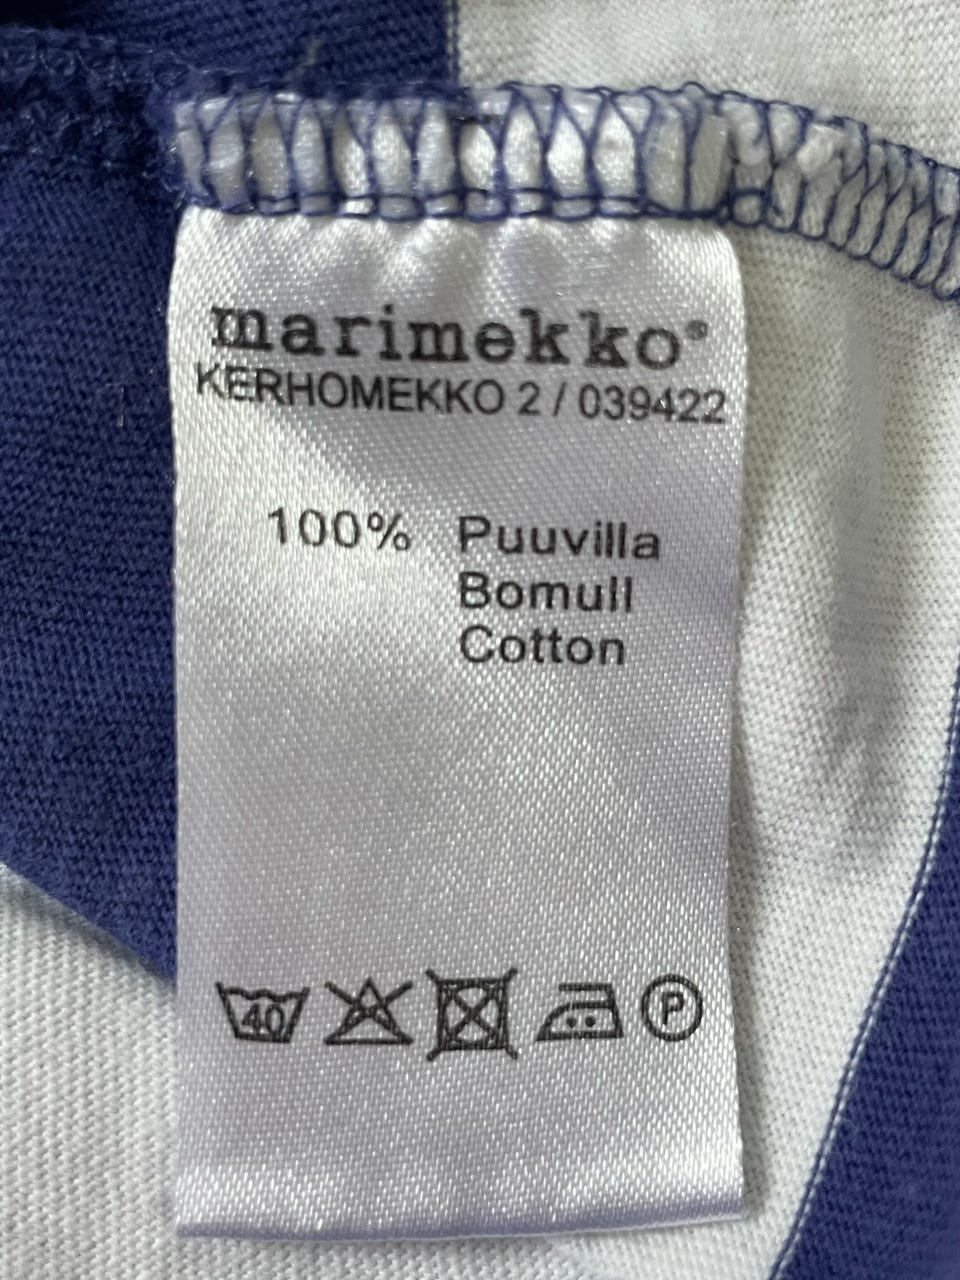 marimekko®
KERHOMEKKO 2 / 039422
100% Puuvilla
Bomull
Cotton
40
P